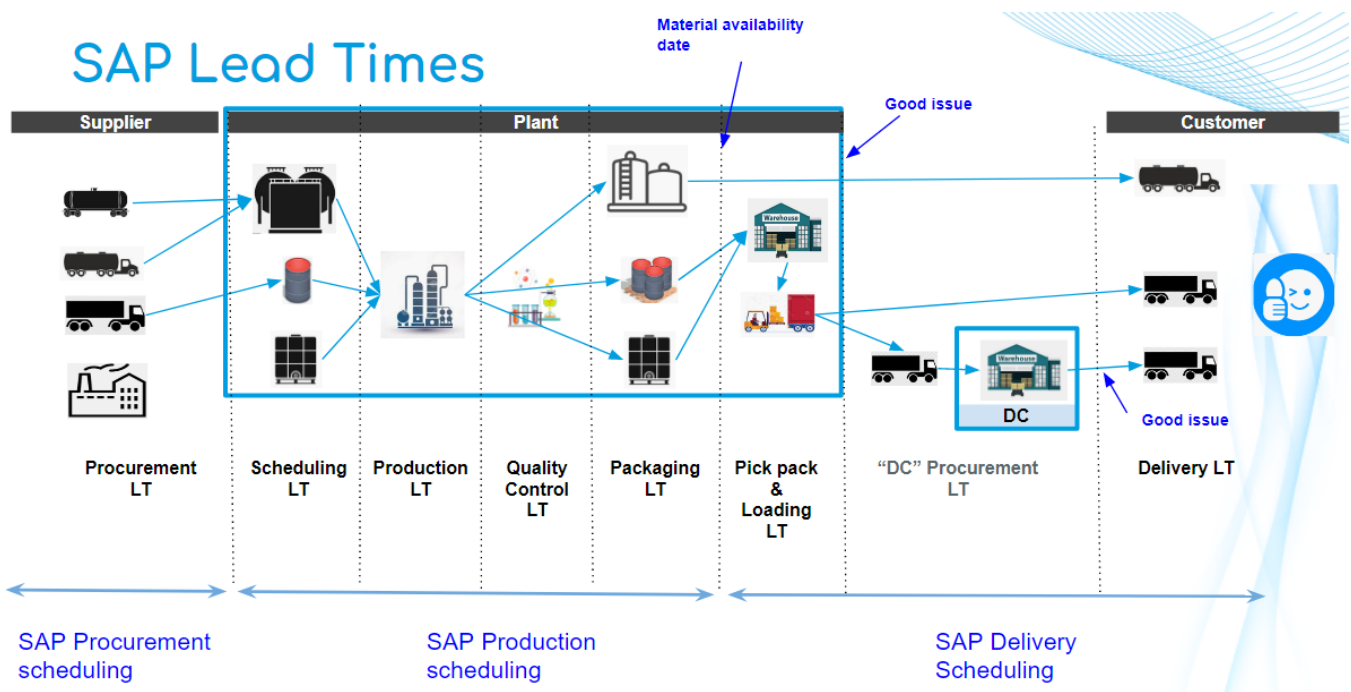 Material availability
date
SAP Lead Times
Good issue
Supplier
Plant
Customer
Warehouse
Warehouse
DC
Good issue
Procurement
LT
Scheduling
LT
Production
LT
Quality
Control
LT
Packaging
LT
Pick pack
&
Loading
LT
“DC” Procurement
LT
Delivery LT
SAP Procurement
scheduling
SAP Production
scheduling
SAP Delivery
Scheduling